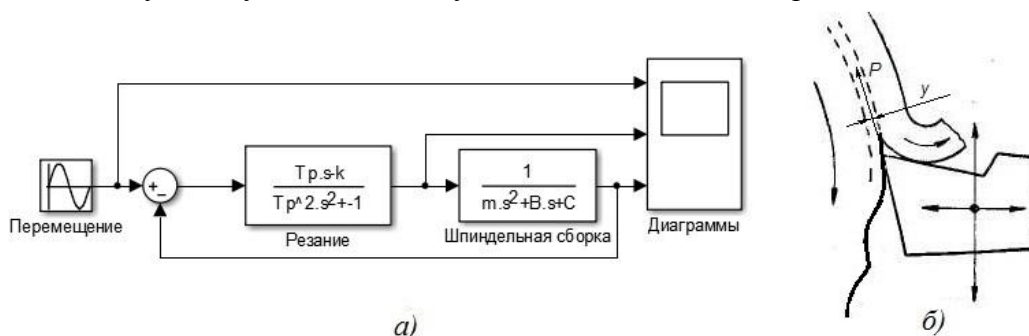 Перемещение
+
-
Tp.s-k
Tp^2.s²+-1
Резание
1
m.s²+B.s+C
Шпиндельная сборка
Диаграммы
P
y
а)
б)